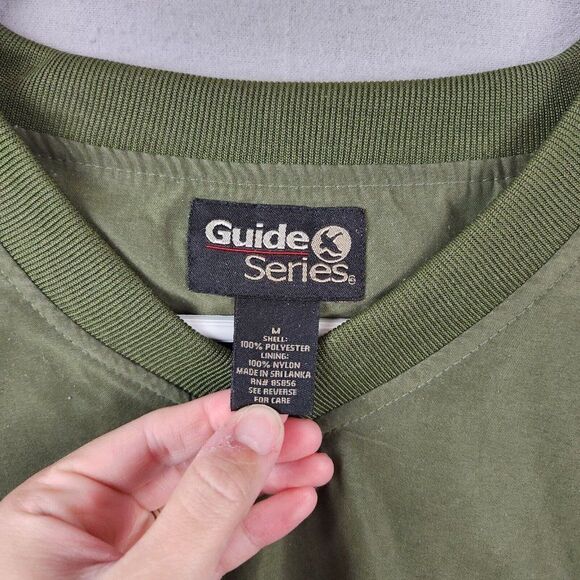 Guide
Series®
M
SHELL:
100% POLYESTER
LINING:
100% NYLON
MADE IN SRI LANKA
RN# 85856
SEE REVERSE
FOR CARE